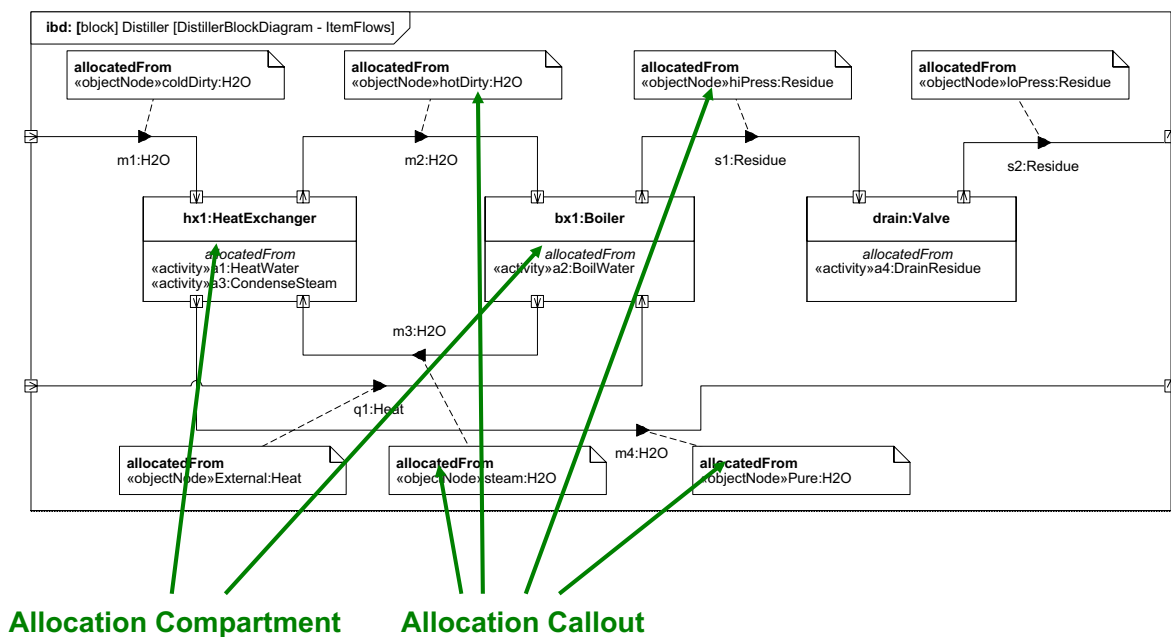 ibd: [block] Distiller [DistillerBlockDiagram - ItemFlows]
allocatedFrom
«objectNode»coldDirty:H2O
allocatedFrom
«objectNode»hotDirty:H2O
allocatedFrom
«objectNode»hiPress:Residue
allocatedFrom
«objectNode»loPress:Residue
m1:H2O
m2:H2O
s1:Residue
s2:Residue
hx1:HeatExchanger
allocatedFrom
«activity»a1:HeatWater
«activity»a3:CondenseSteam
bx1:Boiler
allocatedFrom
«activity»a2:BoilWater
drain:Valve
allocatedFrom
«activity»a4:DrainResidue
m3:H2O
q1:Heat
m4:H2O
allocatedFrom
«objectNode»External:Heat
allocatedFrom
«objectNode»steam:H2O
allocatedFrom
«objectNode»Pure:H2O
Allocation Compartment
Allocation Callout